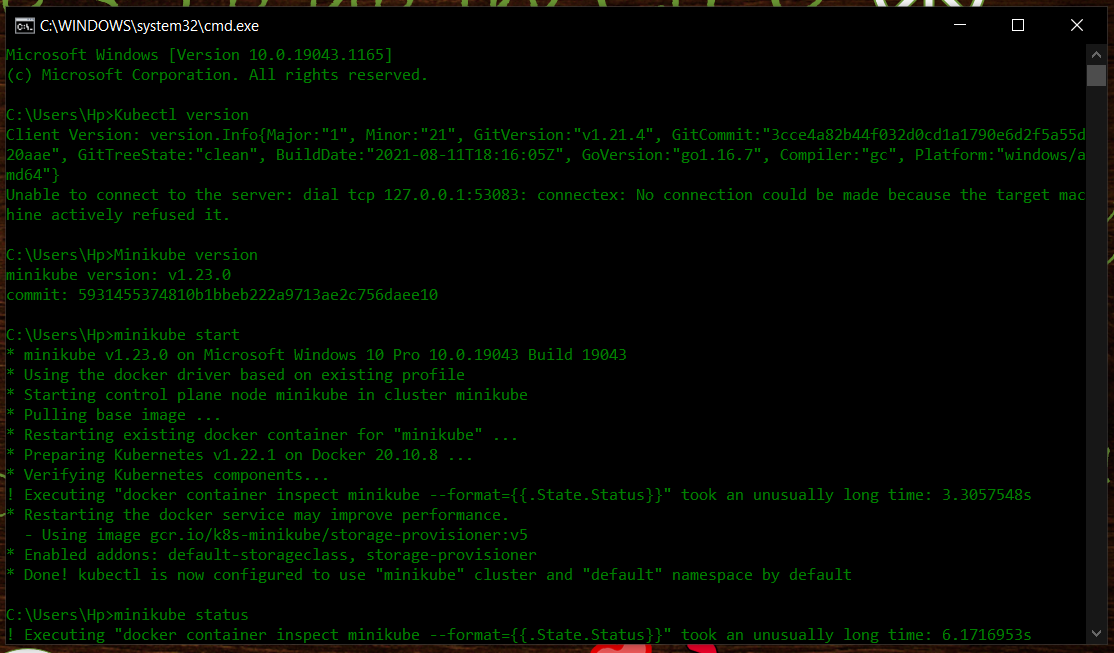 C:\WINDOWS\system32\cmd.exe
Microsoft Windows [Version 10.0.19043.1165]
(c) Microsoft Corporation. All rights reserved.
C:\Users\Hp>Kubectl version
Client Version: version.Info{Major:"1", Minor:"21", GitVersion:"v1.21.4", GitCommit:"3cce4a82b44f032d0cd1a1790e6d2f5a55d
20aae", GitTreeState:"clean", BuildDate:"2021-08-11T18:16:05Z", GoVersion:"go1.16.7", Compiler:"gc", Platform:"windows/a
md64"}
Unable to connect to the server: dial tcp 127.0.0.1:53083: connectex: No connection could be made because the target mac
hine actively refused it.
C:\Users\Hp>Minikube version
minikube version: v1.23.0
commit: 5931455374810b1bbeb222a9713ae2c756daee10
C:\Users\Hp>minikube start
* minikube v1.23.0 on Microsoft Windows 10 Pro 10.0.19043 Build 19043
* Using the docker driver based on existing profile
* Starting control plane node minikube in cluster minikube
* Pulling base image ...
* Restarting existing docker container for "minikube" ...
* Preparing Kubernetes v1.22.1 on Docker 20.10.8 ...
* Verifying Kubernetes components...
! Executing "docker container inspect minikube --format={{.State.Status}}" took an unusually long time: 3.3057548s
* Restarting the docker service may improve performance.
  - Using image gcr.io/k8s-minikube/storage-provisioner:v5
* Enabled addons: default-storageclass, storage-provisioner
* Done! kubectl is now configured to use "minikube" cluster and "default" namespace by default
C:\Users\Hp>minikube status
! Executing "docker container inspect minikube --format={{.State.Status}}" took an unusually long time: 6.1716953s